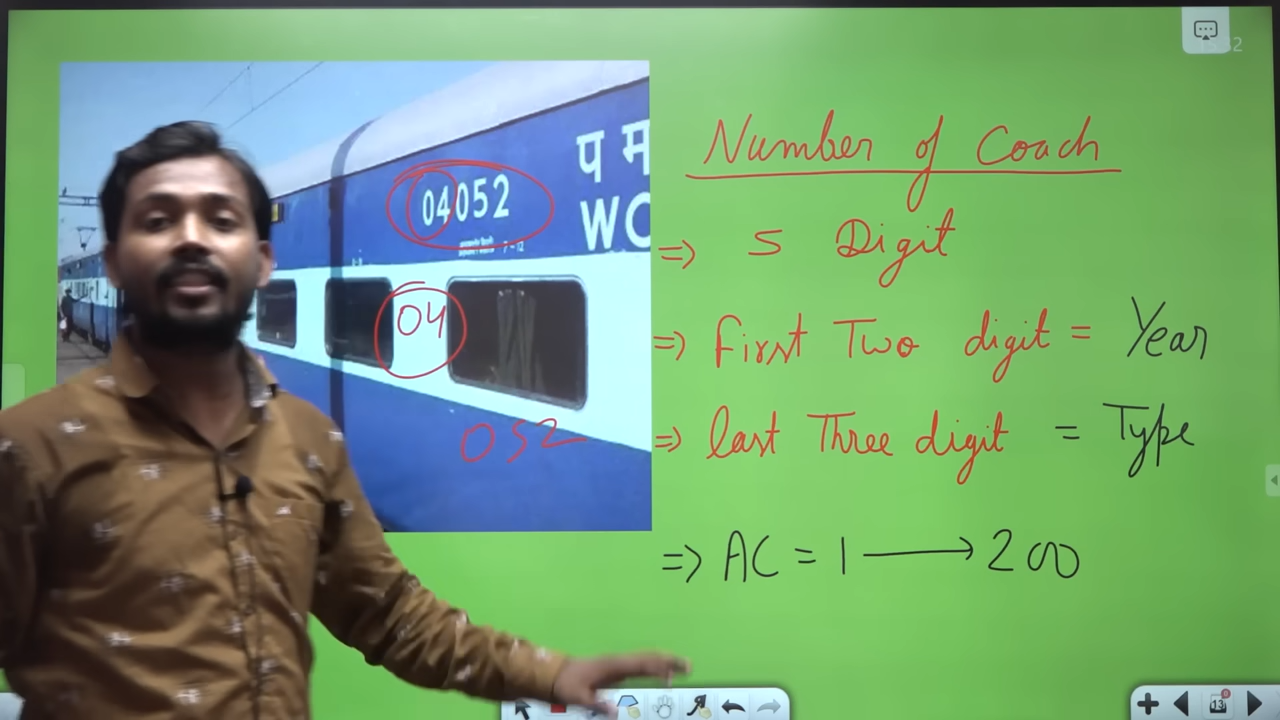 04052
प म
WC
04
052
Number of Coach
⇒ 5 Digit
⇒ First Two digit = Year
⇒ last Three digit = Type
⇒ AC = 1 → 200
13